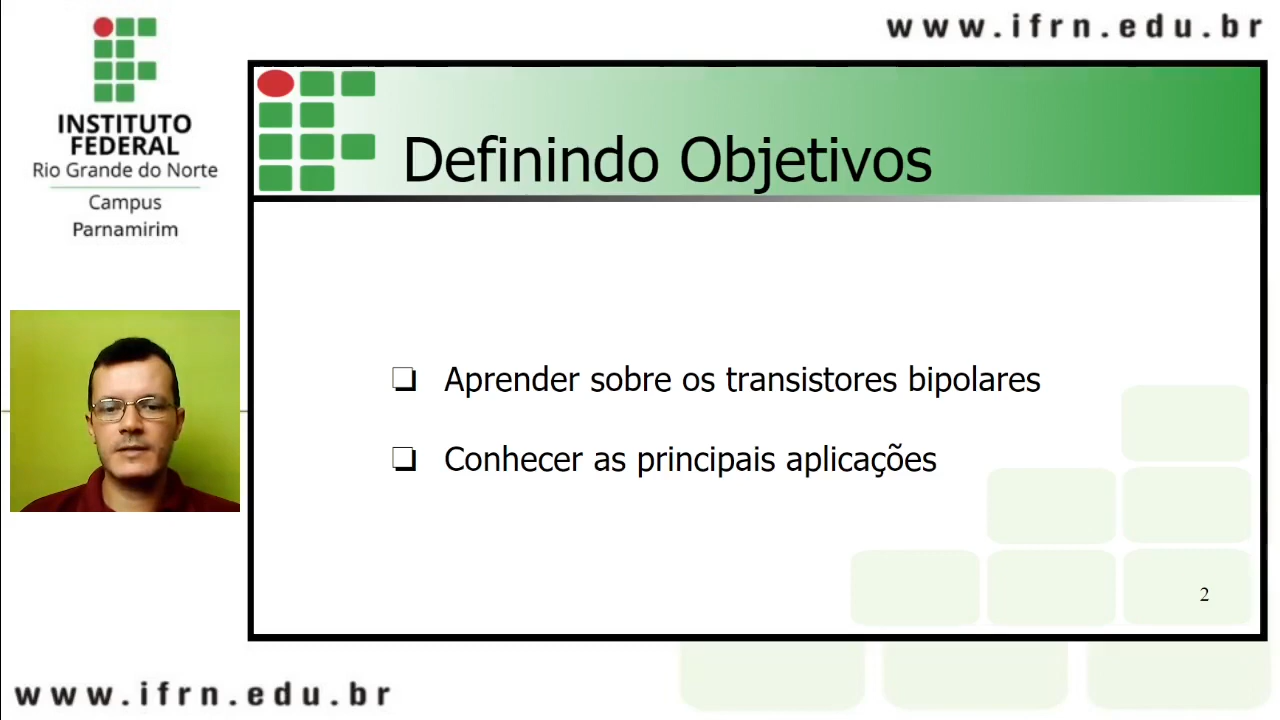 www.ifrn.edu.br
INSTITUTO
FEDERAL
Rio Grande do Norte
Campus
Parnamirim
Definindo Objetivos
Aprender sobre os transistores bipolares
Conhecer as principais aplicações
2
www.ifrn.edu.br